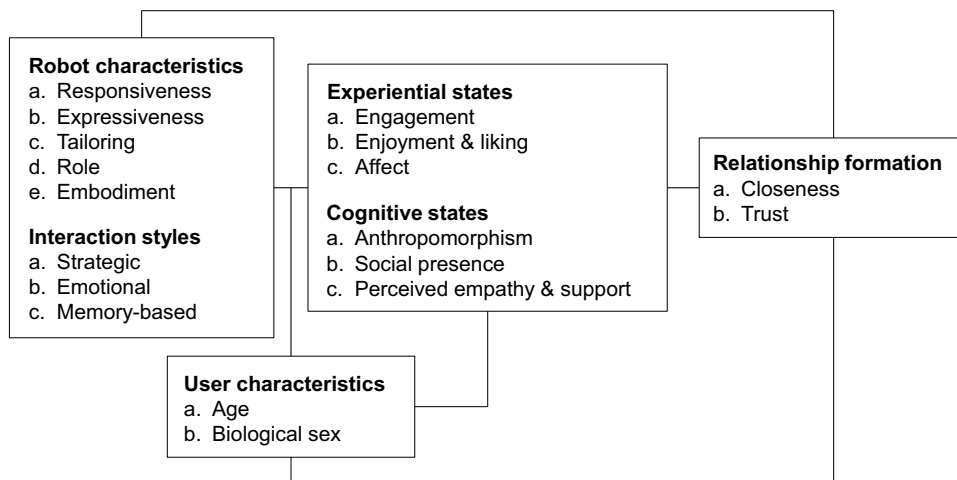 Robot characteristics
a. Responsiveness
b. Expressiveness
c. Tailoring
d. Role
e. Embodiment
Interaction styles
a. Strategic
b. Emotional
c. Memory-based
Experiential states
a. Engagement
b. Enjoyment & liking
c. Affect
Cognitive states
a. Anthropomorphism
b. Social presence
c. Perceived empathy & support
Relationship formation
a. Closeness
b. Trust
User characteristics
a. Age
b. Biological sex